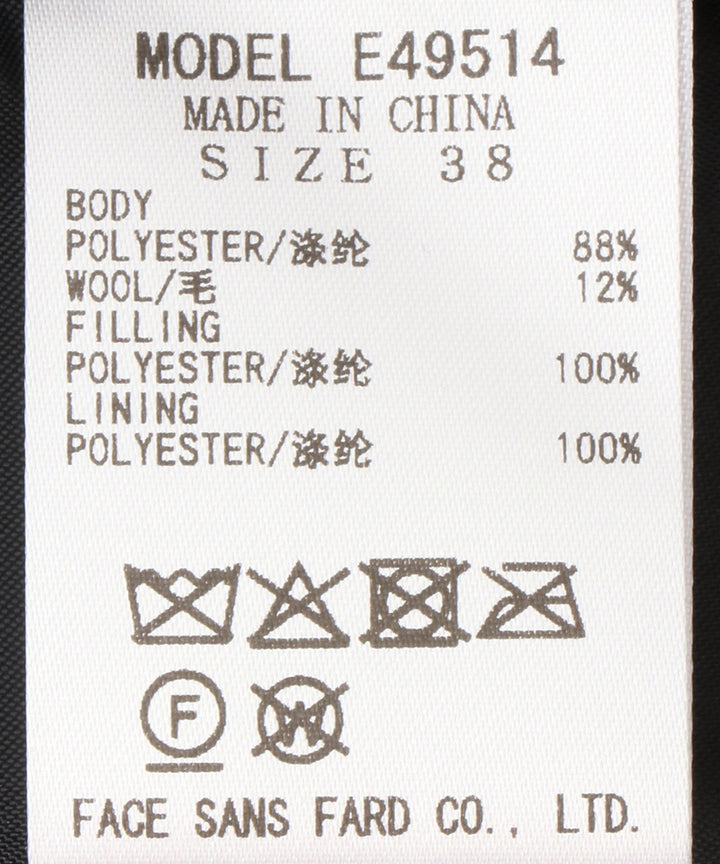 MODEL E49514
MADE IN CHINA
SIZE 38
BODY
POLYESTER/涤纶 88%
WOOL/毛 12%
FILLING
POLYESTER/涤纶 100%
LINING
POLYESTER/涤纶 100%
F W
FACE SANS FARD CO., LTD.